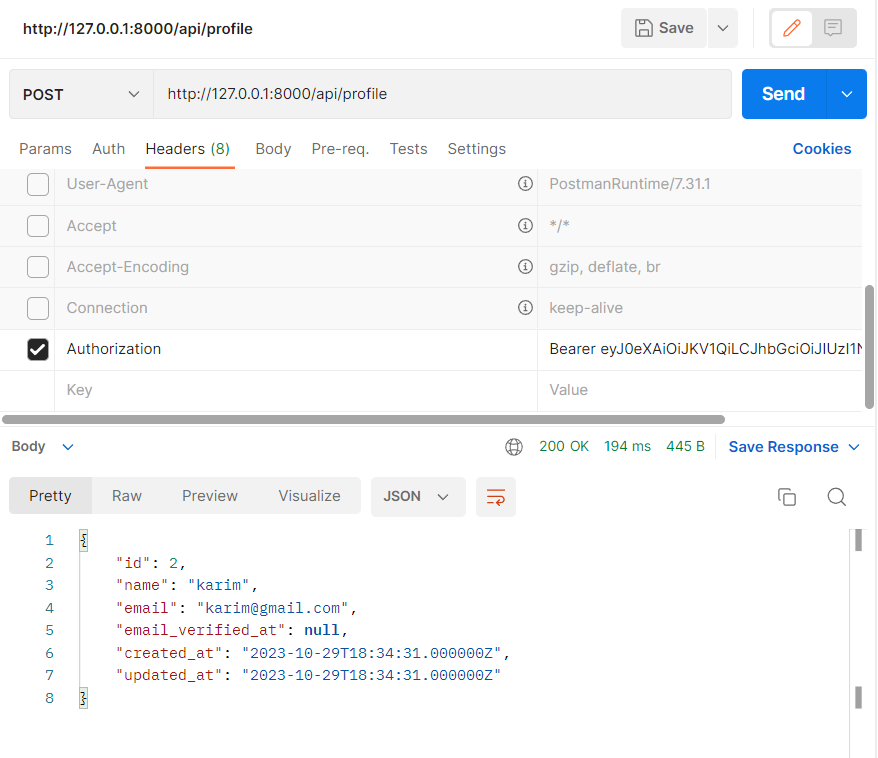 http://127.0.0.1:8000/api/profile Save
POST http://127.0.0.1:8000/api/profile Send
Params Auth Headers (8) Body Pre-req. Tests Settings Cookies
User-Agent PostmanRuntime/7.31.1
Accept */*
Accept-Encoding gzip, deflate, br
Connection keep-alive
Authorization Bearer eyJ0eXAiOiJKV1QiLCJhbGciOiJIUzI1N
Key Value
Body 200 OK 194 ms 445 B Save Response
Pretty Raw Preview Visualize JSON
1 {
2 "id": 2,
3 "name": "karim",
4 "email": "karim@gmail.com",
5 "email_verified_at": null,
6 "created_at": "2023-10-29T18:34:31.000000Z",
7 "updated_at": "2023-10-29T18:34:31.000000Z"
8 }